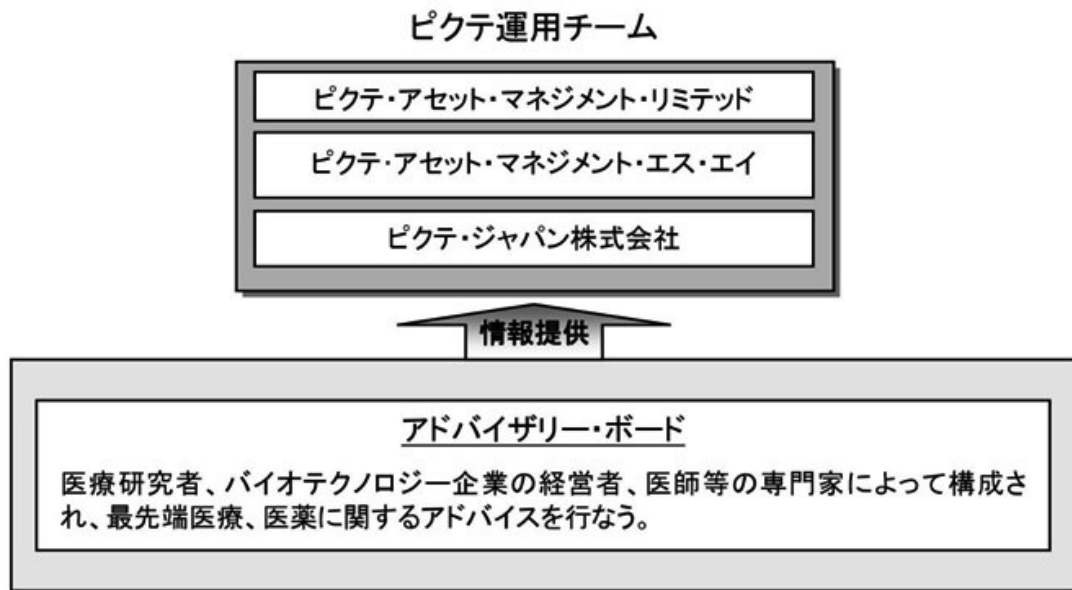 ピクテ運用チーム
ピクテ・アセット・マネジメント・リミテッド
ピクテ・アセット・マネジメント・エス・エイ
ピクテ・ジャパン株式会社
情報提供
アドバイザリー・ボード
医療研究者、バイオテクノロジー企業の経営者、医師等の専門家によって構成さ
れ、最先端医療、医薬に関するアドバイスを行なう。